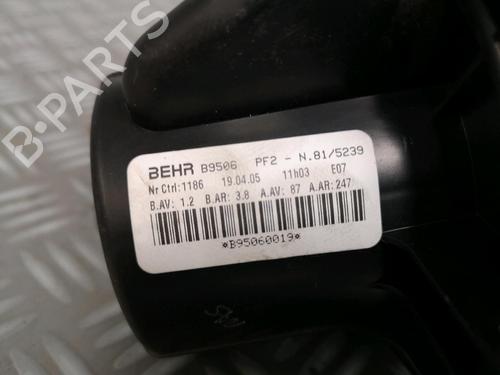 B-PARTS
BEHR B9506 PF2 - N.81/5239
Nr Ctrl:1186 19.04.05 11h03 E07
B.AV: 1.2 B.AR: 3.8 A.AV: 87 A.AR:247
*B95060019*